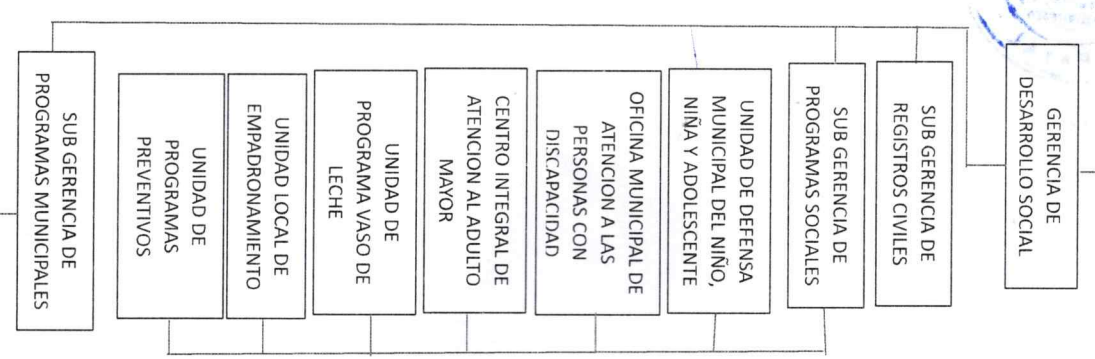 GERENCIA DE
DESARROLLO SOCIAL
SUB GERENCIA DE
REGISTROS CIVILES
SUB GERENCIA DE
PROGRAMAS SOCIALES
UNIDAD DE DEFENSA
MUNICIPAL DEL NIÑO,
NIÑA Y ADOLESCENTE
OFICINA MUNICIPAL DE
ATENCION A LAS
PERSONAS CON
DISCAPACIDAD
CENTRO INTEGRAL DE
ATENCION AL ADULTO
MAYOR
UNIDAD DE
PROGRAMA VASO DE
LECHE
UNIDAD LOCAL DE
EMPADRONAMIENTO
UNIDAD DE
PROGRAMAS
PREVENTIVOS
SUB GERENCIA DE
PROGRAMAS MUNICIPALES